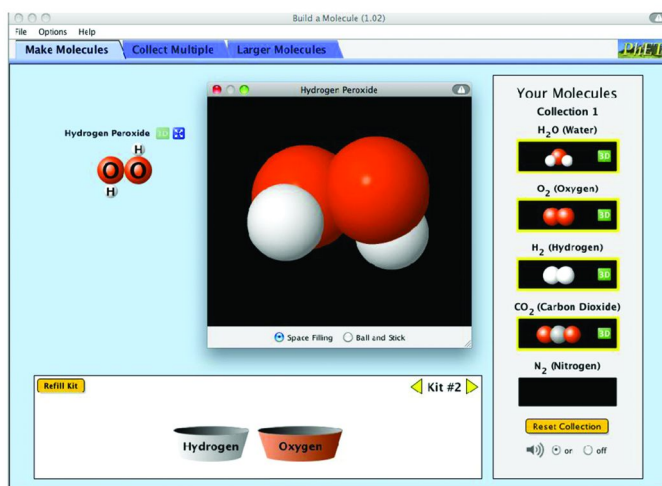 Build a Molecule (1.02)
File Options Help
Make Molecules Collect Multiple Larger Molecules
PhET
Hydrogen Peroxide 3D
H
O O
H
Hydrogen Peroxide
Space Filling Ball and Stick
Your Molecules
Collection 1
H2O (Water)
3D
O2 (Oxygen)
3D
H2 (Hydrogen)
3D
CO2 (Carbon Dioxide)
3D
N2 (Nitrogen)
Reset Collection
or off
Refill Kit
Kit #2
Hydrogen Oxygen